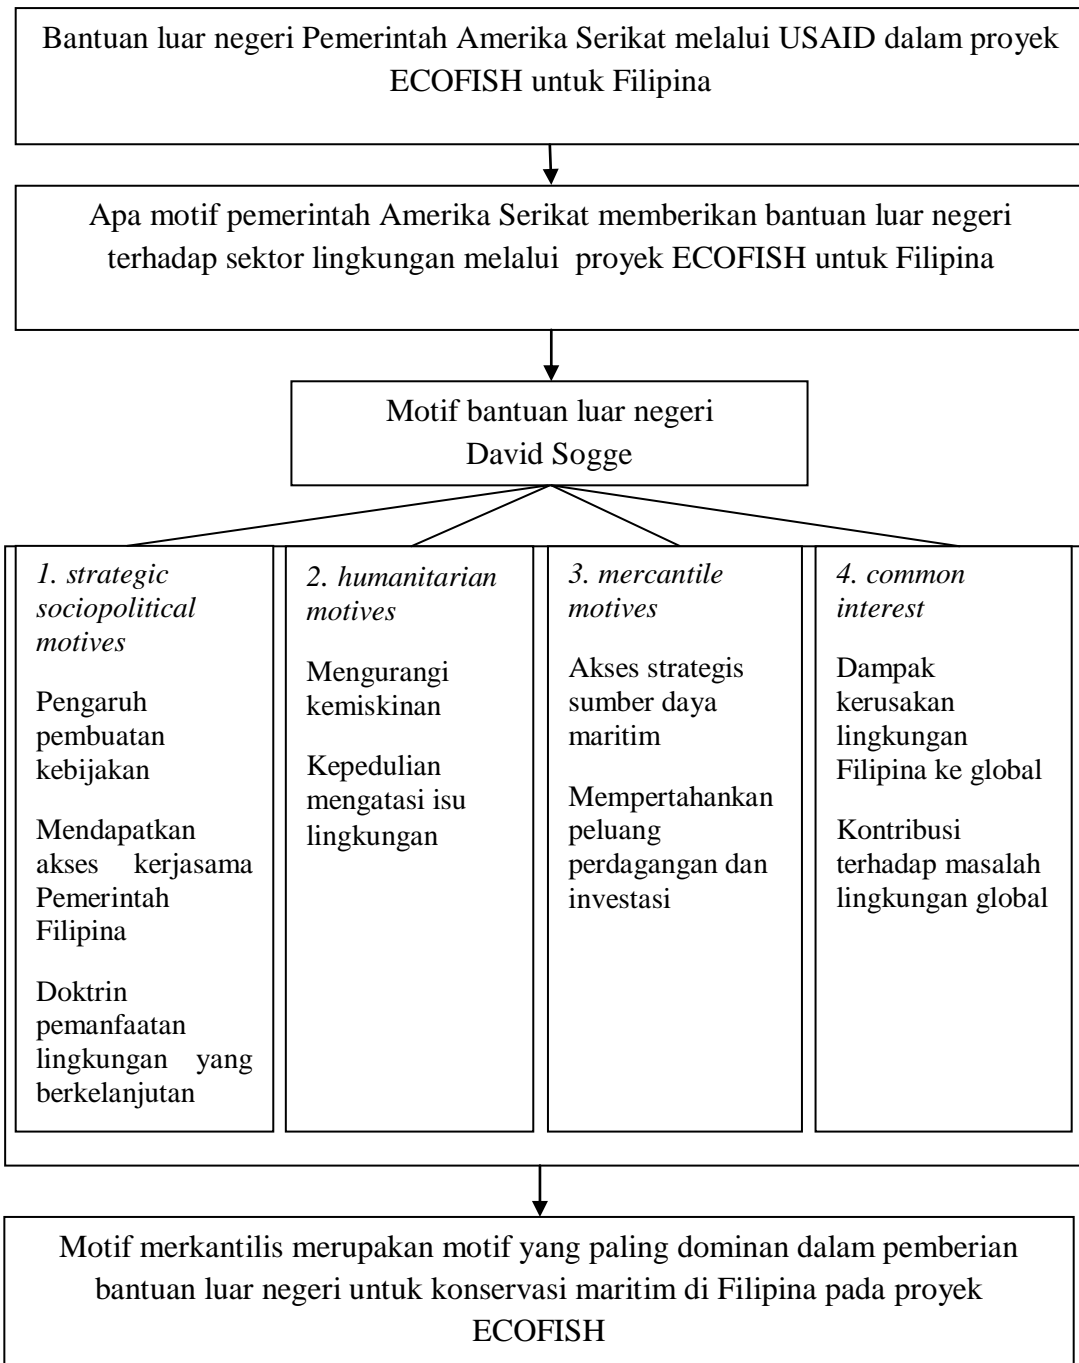 Bantuan luar negeri Pemerintah Amerika Serikat melalui USAID dalam proyek
ECOFISH untuk Filipina
Apa motif pemerintah Amerika Serikat memberikan bantuan luar negeri
terhadap sektor lingkungan melalui proyek ECOFISH untuk Filipina
Motif bantuan luar negeri
David Sogge
1. strategic
sociopolitical
motives
Pengaruh
pembuatan
kebijakan
Mendapatkan
akses kerjasama
Pemerintah
Filipina
Doktrin
pemanfaatan
lingkungan yang
berkelanjutan
2. humanitarian
motives
Mengurangi
kemiskinan
Kepedulian
mengatasi isu
lingkungan
3. mercantile
motives
Akses strategis
sumber daya
maritim
Mempertahankan
peluang
perdagangan dan
investasi
4. common
interest
Dampak
kerusakan
lingkungan
Filipina ke global
Kontribusi
terhadap masalah
lingkungan global
Motif merkantilis merupakan motif yang paling dominan dalam pemberian
bantuan luar negeri untuk konservasi maritim di Filipina pada proyek
ECOFISH